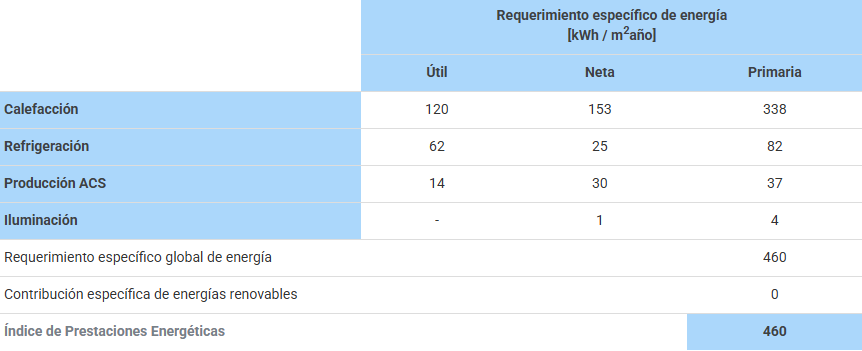 Requerimiento específico de energía
[kWh / m²año]
Útil Neta Primaria
Calefacción 120 153 338
Refrigeración 62 25 82
Producción ACS 14 30 37
Iluminación - 1 4
Requerimiento específico global de energía 460
Contribución específica de energías renovables 0
Índice de Prestaciones Energéticas 460